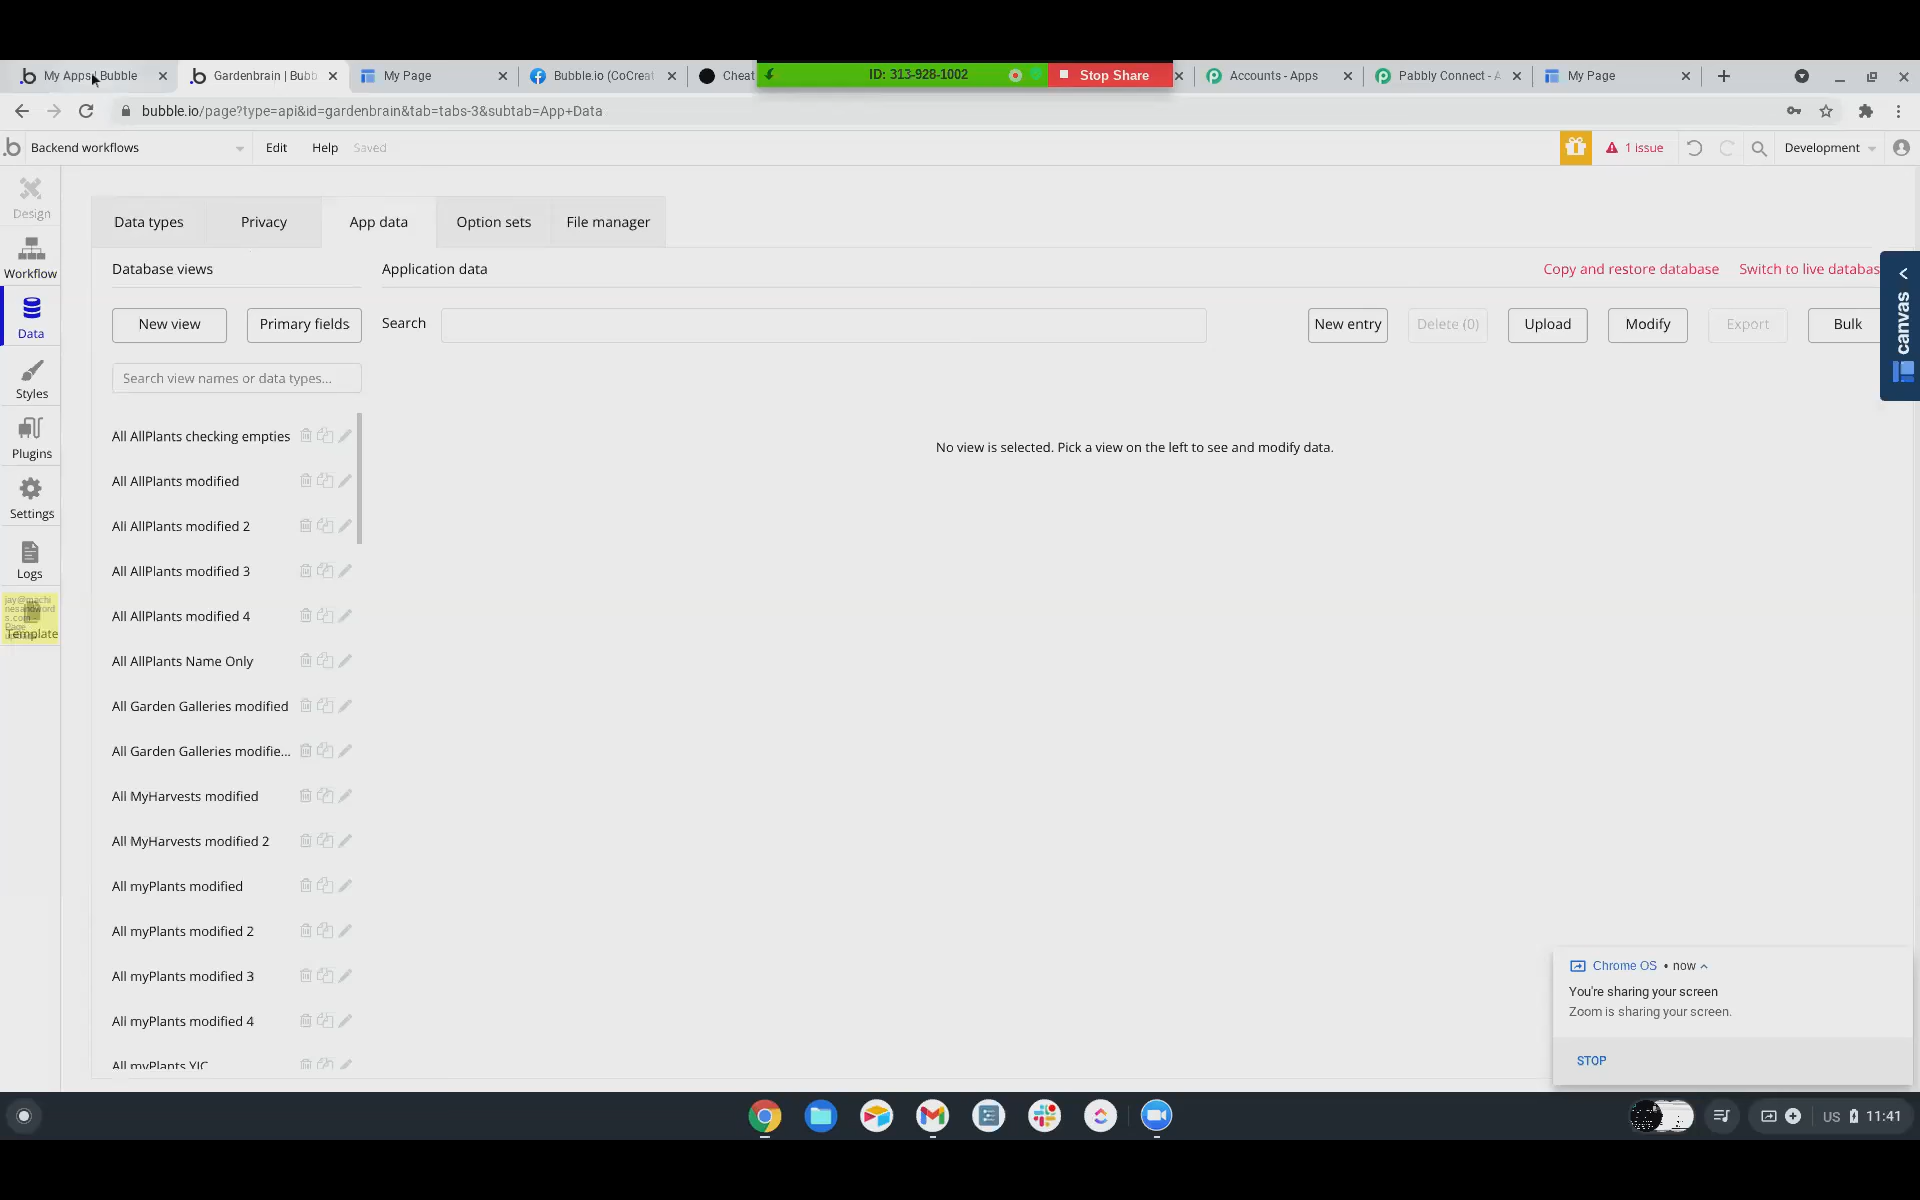 My Apps | Bubble
Gardenbrain | Bubb
My Page
Bubble.io (CoCreat
Cheat
ID: 313-928-1002
Stop Share
Accounts - Apps
Pabbly Connect - A
My Page
bubble.io/page?type=api&id=gardenbrain&tab=tabs-3&subtab=App+Data
Backend workflows
Edit
Help
Saved
1 issue
Development
Design
Workflow
Data
Styles
Plugins
Settings
Logs
Template
Data types
Privacy
App data
Option sets
File manager
Database views
Application data
Copy and restore database
Switch to live databas
New view
Primary fields
Search
New entry
Delete (0)
Upload
Modify
Export
Bulk
canvas
Search view names or data types...
All AllPlants checking empties
All AllPlants modified
All AllPlants modified 2
All AllPlants modified 3
All AllPlants modified 4
All AllPlants Name Only
All Garden Galleries modified
All Garden Galleries modifie...
All MyHarvests modified
All MyHarvests modified 2
All myPlants modified
All myPlants modified 2
All myPlants modified 3
All myPlants modified 4
All myPlants YIC
No view is selected. Pick a view on the left to see and modify data.
Chrome OS • now
You're sharing your screen
Zoom is sharing your screen.
STOP
US
11:41